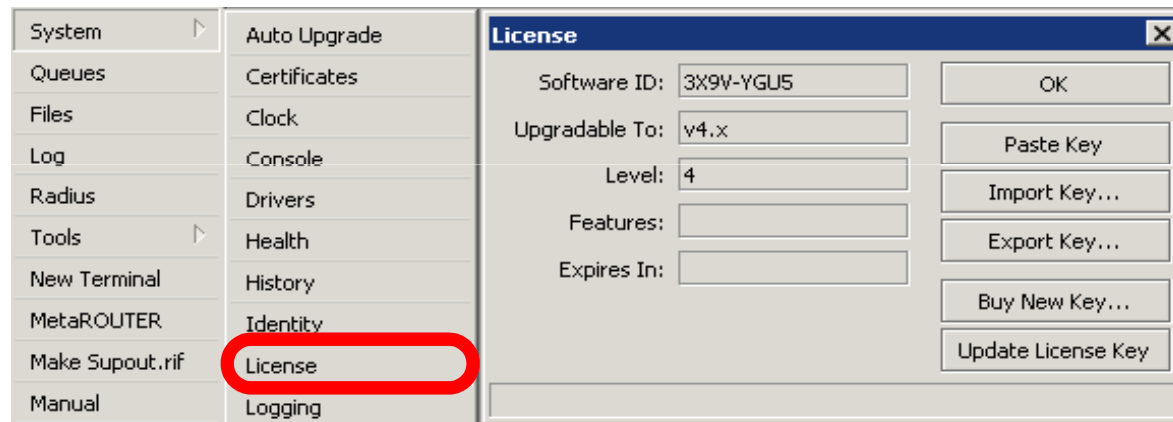 System
Queues
Files
Log
Radius
Tools
New Terminal
MetaROUTER
Make Supout.rif
Manual
Auto Upgrade
Certificates
Clock
Console
Drivers
Health
History
Identity
License
Logging
License
Software ID: 3X9V-YGU5
Upgradable To: v4.x
Level: 4
Features:
Expires In:
OK
Paste Key
Import Key...
Export Key...
Buy New Key...
Update License Key